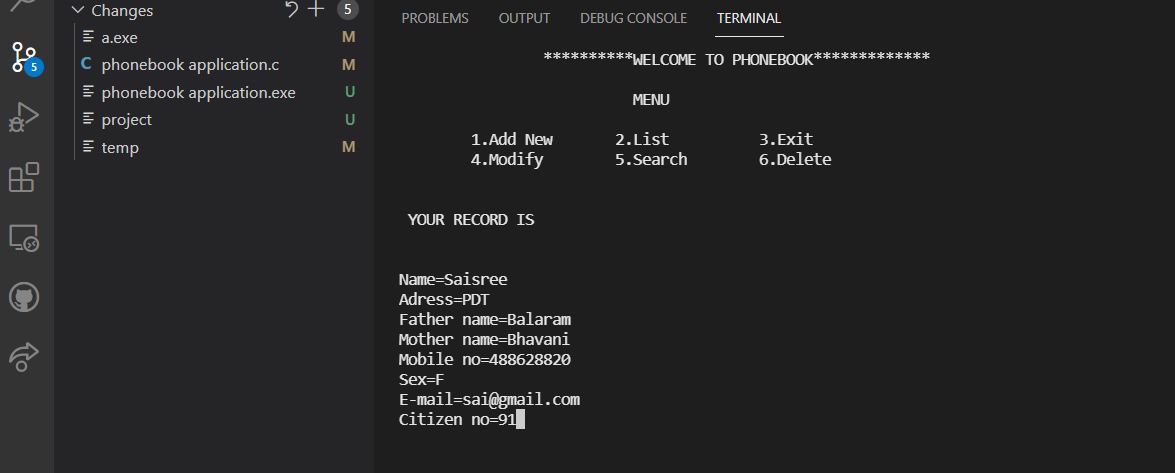 Changes 5
a.exe M
phonebook application.c M
phonebook application.exe U
project U
temp M
5
C
PROBLEMS OUTPUT DEBUG CONSOLE TERMINAL
**********WELCOME TO PHONEBOOK*************
MENU
1.Add New 2.List 3.Exit
4.Modify 5.Search 6.Delete
YOUR RECORD IS
Name=Saisree
Adress=PDT
Father name=Balaram
Mother name=Bhavani
Mobile no=488628820
Sex=F
E-mail=sai@gmail.com
Citizen no=91